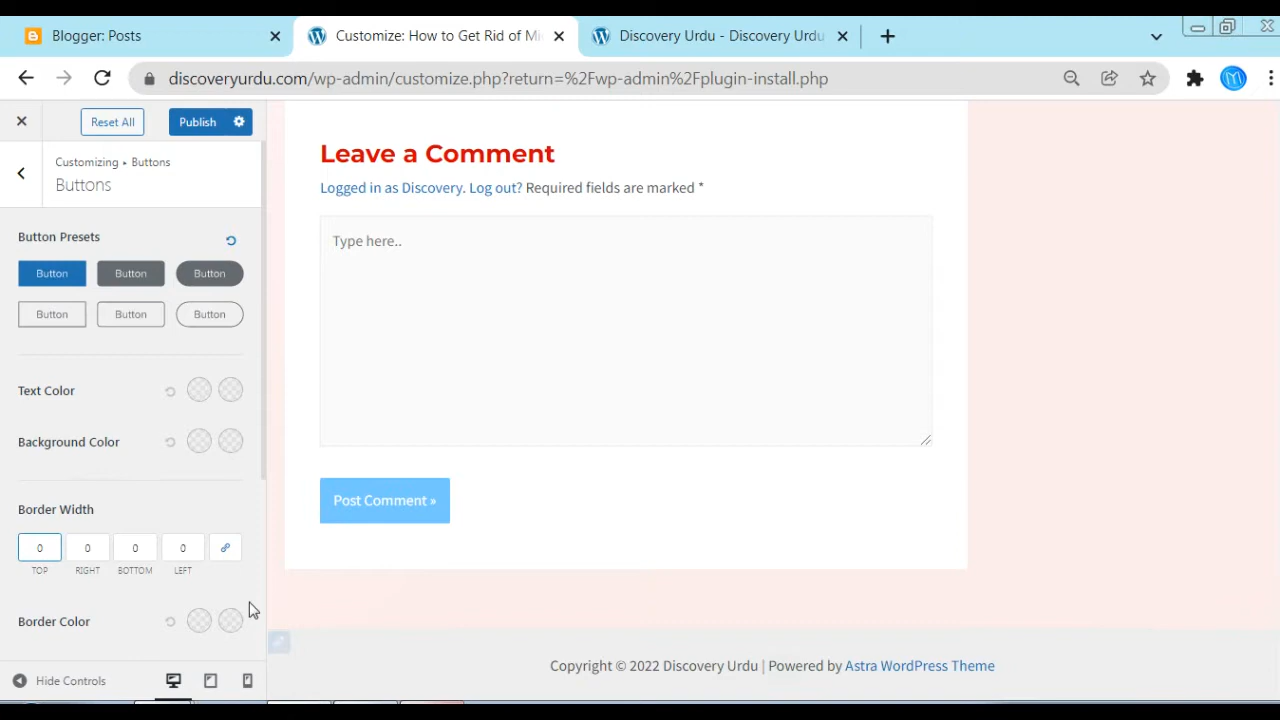 Blogger: Posts
Customize: How to Get Rid of Mi
Discovery Urdu - Discovery Urdu
discoveryurdu.com/wp-admin/customize.php?return=%2Fwp-admin%2Fplugin-install.php
Reset All
Publish
Customizing ▸ Buttons
Buttons
Button Presets
Button Button Button
Button Button Button
Text Color
Background Color
Border Width
0 0 0 0
TOP RIGHT BOTTOM LEFT
Border Color
Hide Controls
Leave a Comment
Logged in as Discovery. Log out? Required fields are marked *
Type here..
Post Comment »
Copyright © 2022 Discovery Urdu | Powered by Astra WordPress Theme